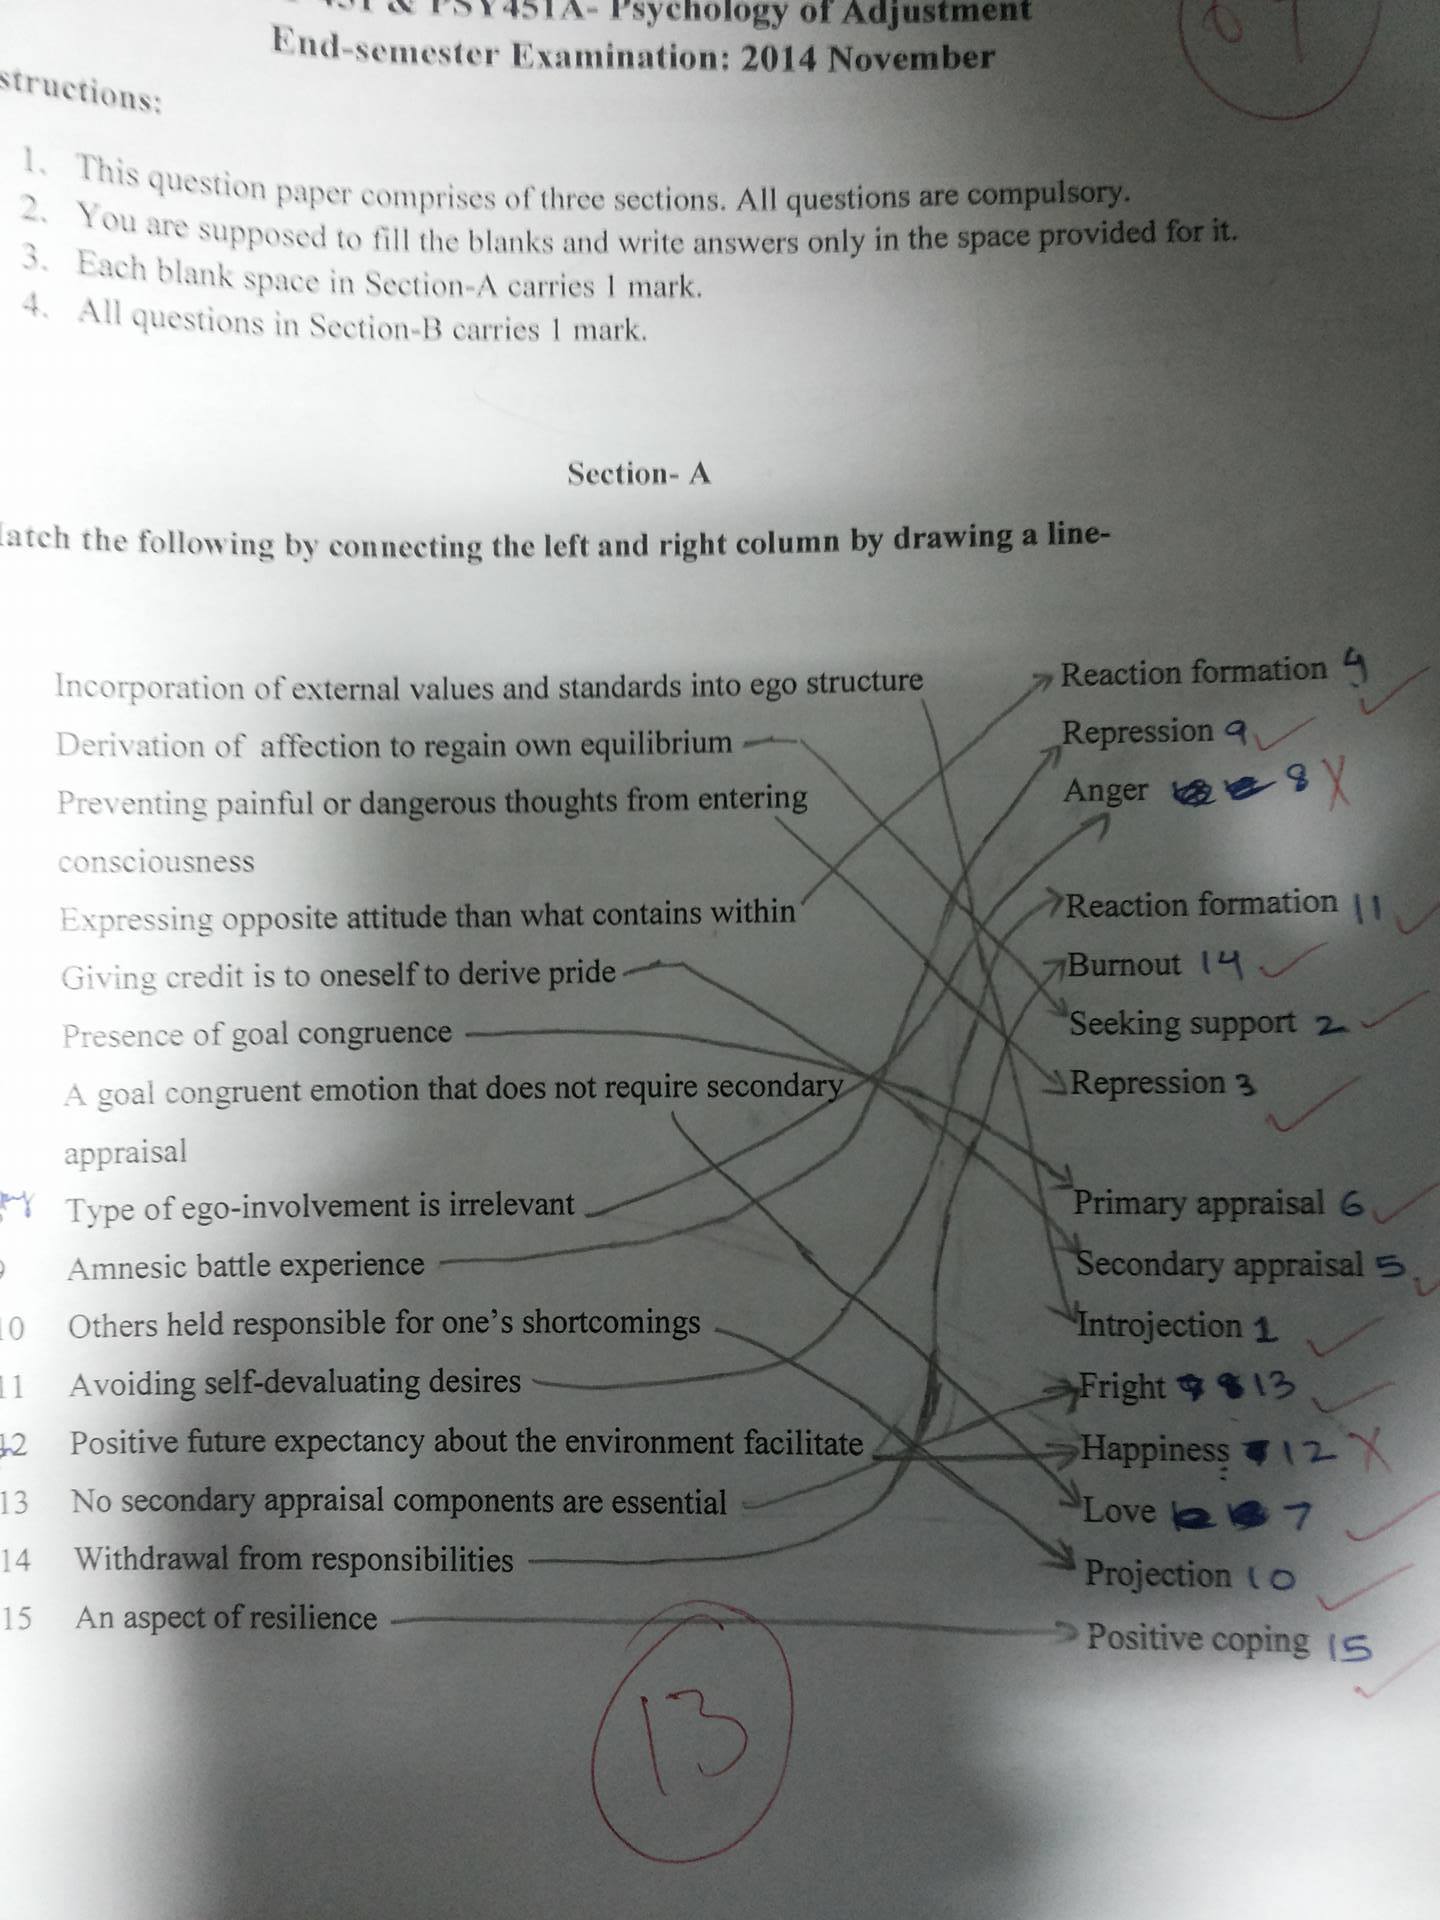 & PSY451A- Psychology of Adjustment
End-semester Examination: 2014 November
structions:
1. This question paper comprises of three sections. All questions are compulsory.
2. You are supposed to fill the blanks and write answers only in the space provided for it.
3. Each blank space in Section-A carries 1 mark.
4. All questions in Section-B carries 1 mark.
Section- A
atch the following by connecting the left and right column by drawing a line-
Incorporation of external values and standards into ego structure Reaction formation 4
Derivation of affection to regain own equilibrium Repression 9
Preventing painful or dangerous thoughts from entering Anger 8
consciousness
Expressing opposite attitude than what contains within Reaction formation 11
Giving credit is to oneself to derive pride Burnout 14
Presence of goal congruence Seeking support 2
A goal congruent emotion that does not require secondary Repression 3
appraisal
Type of ego-involvement is irrelevant Primary appraisal 6
Amnesic battle experience Secondary appraisal 5
10 Others held responsible for one's shortcomings Introjection 1
11 Avoiding self-devaluating desires Fright 13
12 Positive future expectancy about the environment facilitate Happiness 12
13 No secondary appraisal components are essential Love 7
14 Withdrawal from responsibilities Projection 10
15 An aspect of resilience Positive coping 15
13